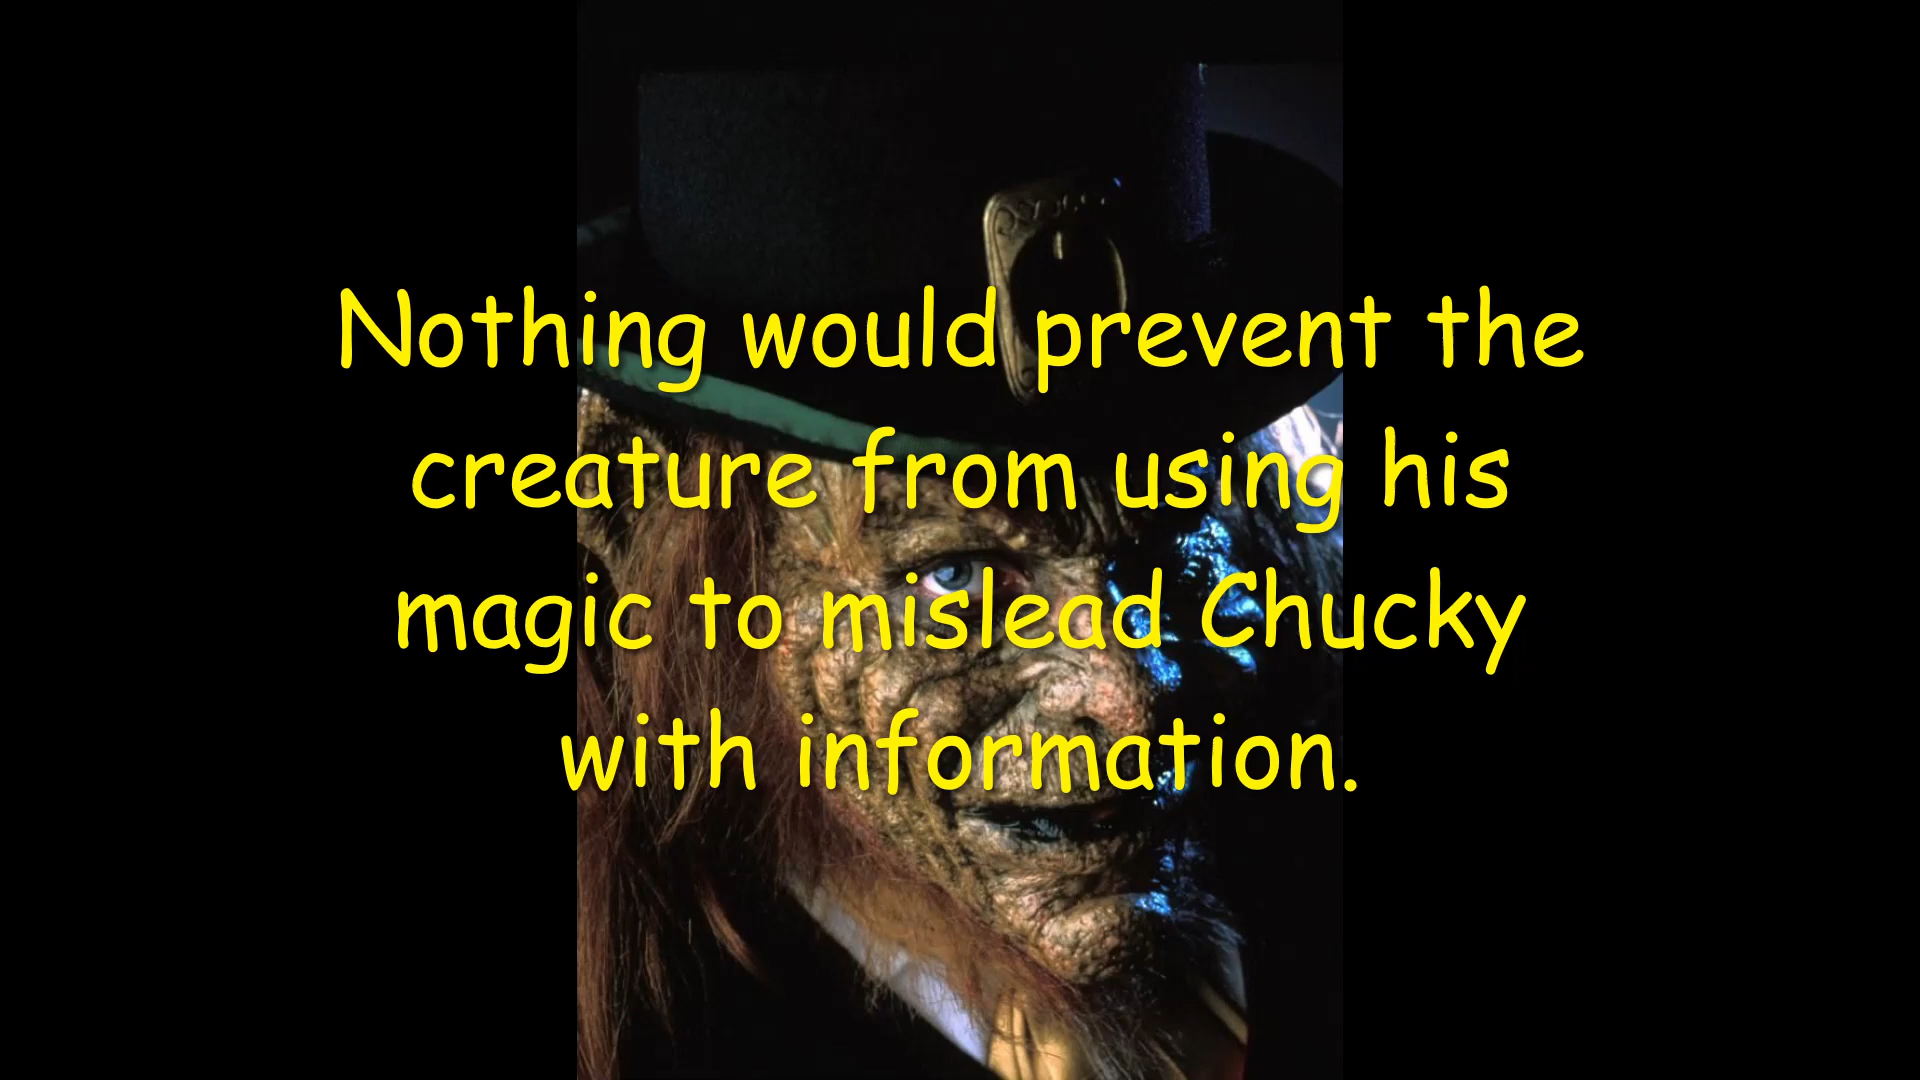 Nothing would prevent the
creature from using his
magic to mislead Chucky
with information.